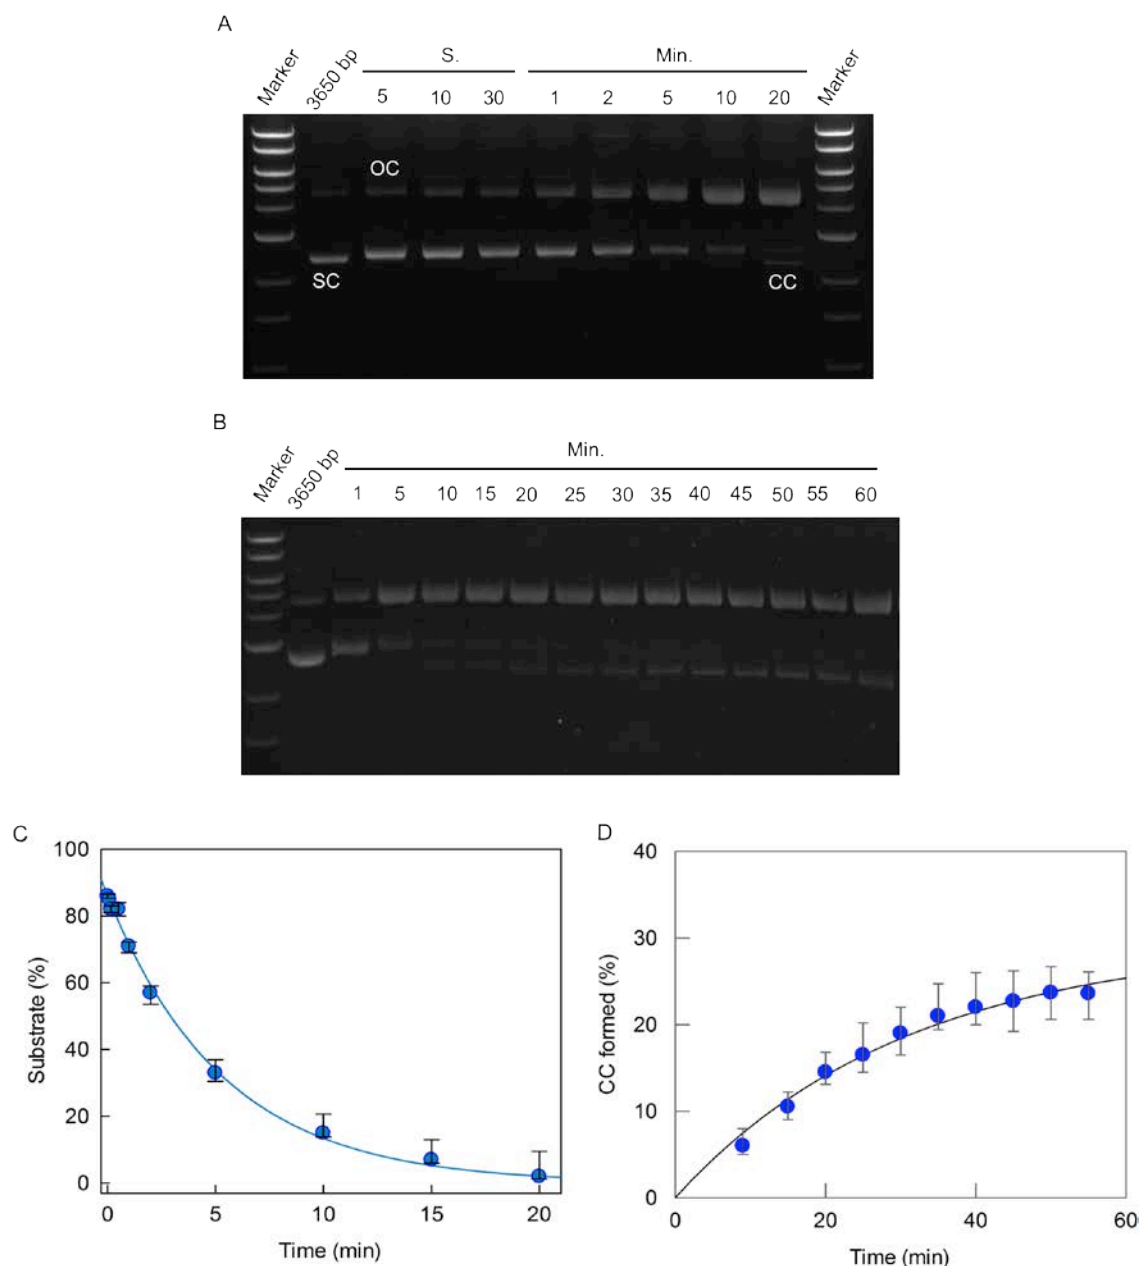 A
Marker
3650 bp
S.
Min.
Marker
5 10 30 1 2 5 10 20
OC
SC
CC
B
Marker
3650 bp
Min.
1 5 10 15 20 25 30 35 40 45 50 55 60
C
100
80
60
40
20
0
Substrate (%)
0 5 10 15 20
Time (min)
D
40
30
20
10
0
CC formed (%)
0 20 40 60
Time (min)